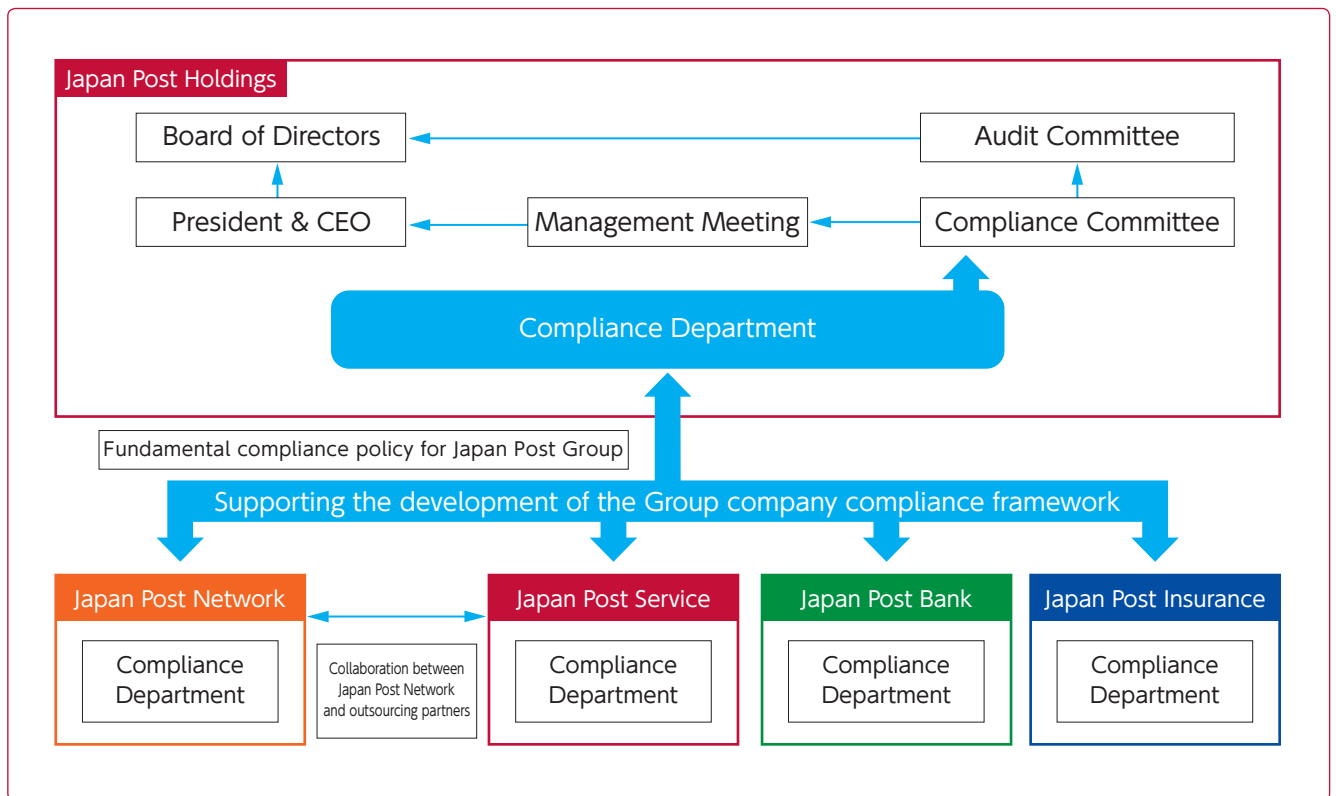 Japan Post Holdings
Board of Directors
Audit Committee
President & CEO
Management Meeting
Compliance Committee
Compliance Department
Fundamental compliance policy for Japan Post Group
Supporting the development of the Group company compliance framework
Japan Post Network
Japan Post Service
Japan Post Bank
Japan Post Insurance
Compliance
Department
Collaboration between
Japan Post Network
and outsourcing partners
Compliance
Department
Compliance
Department
Compliance
Department